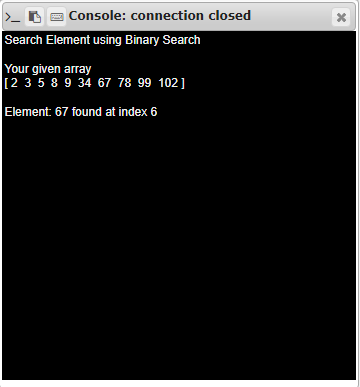 Console: connection closed
Search Element using Binary Search
Your given array
[ 2 3 5 8 9 34 67 78 99 102 ]
Element: 67 found at index 6